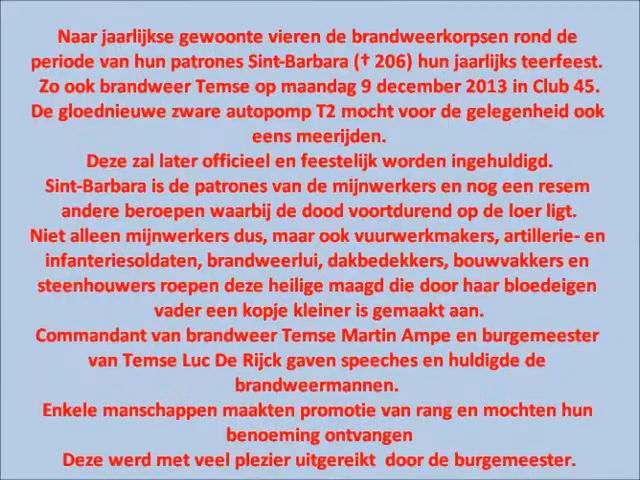 Naar jaarlijkse gewoonte vieren de brandweerkorpsen rond de
periode van hun patrones Sint-Barbara († 206) hun jaarlijks teerfeest.
Zo ook brandweer Temse op maandag 9 december 2013 in Club 45.
De gloednieuwe zware autopomp T2 mocht voor de gelegenheid ook
eens meerijden.
Deze zal later officieel en feestelijk worden ingehuldigd.
Sint-Barbara is de patrones van de mijnwerkers en nog een resem
andere beroepen waarbij de dood voortdurend op de loer ligt.
Niet alleen mijnwerkers dus, maar ook vuurwerkmakers, artillerie- en
infanteriesoldaten, brandweerlui, dakbedekkers, bouwvakkers en
steenhouwers roepen deze heilige maagd die door haar bloedeigen
vader een kopje kleiner is gemaakt aan.
Commandant van brandweer Temse Martin Ampe en burgemeester
van Temse Luc De Rijck gaven speeches en huldigde de
brandweermannen.
Enkele manschappen maakten promotie van rang en mochten hun
benoeming ontvangen
Deze werd met veel plezier uitgereikt  door de burgemeester.